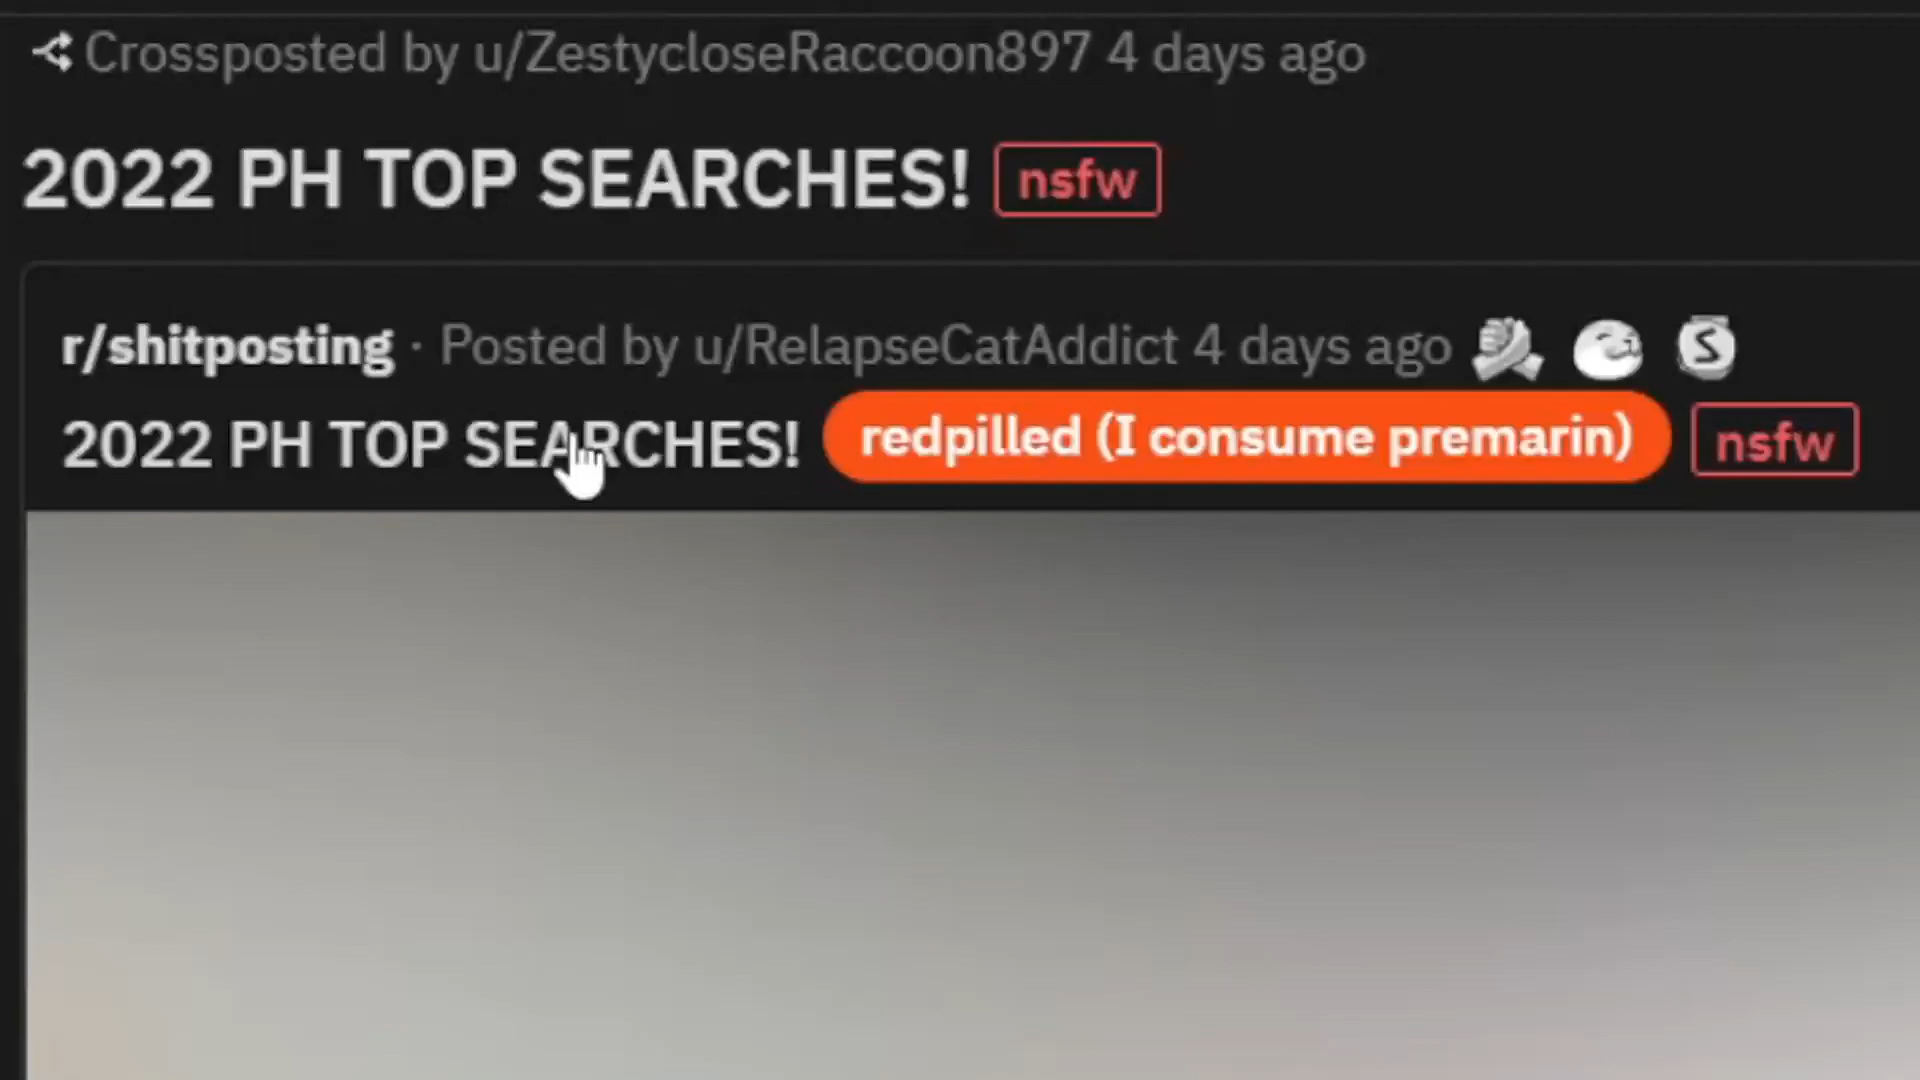 Crossposted by u/ZestycloseRaccoon897 4 days ago
2022 PH TOP SEARCHES! nsfw
r/shitposting · Posted by u/RelapseCatAddict 4 days ago
2022 PH TOP SEARCHES! redpilled (I consume premarin) nsfw